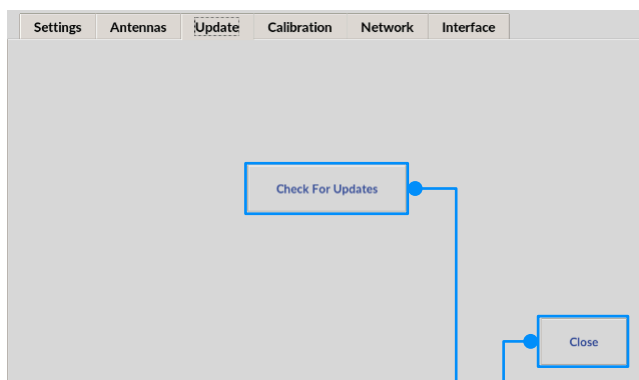 Settings Antennas Update Calibration Network Interface
Check For Updates
Close